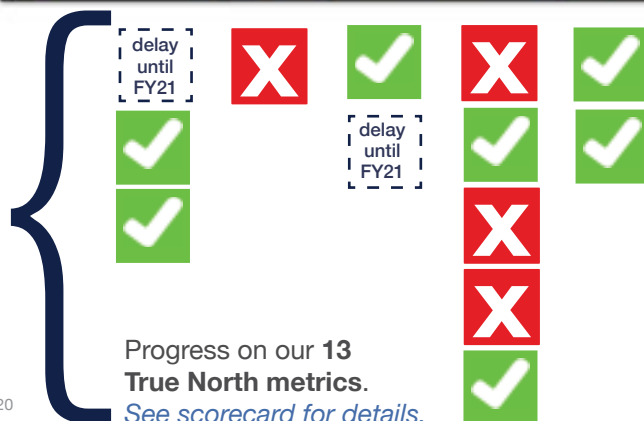 delay
until
FY21
delay
until
FY21
Progress on our 13
True North metrics.
See scorecard for details.
20